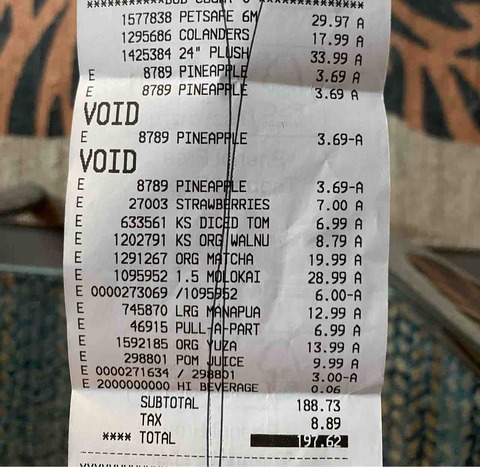 1577838 PETSAFE 6M 29.97 A
1295686 COLANDERS 17.99 A
1425384 24" PLUSH 33.99 A
E 8789 PINEAPPLE 3.69 A
E 8789 PINEAPPLE 3.69 A
VOID
E 8789 PINEAPPLE 3.69-A
VOID
E 8789 PINEAPPLE 3.69-A
E 27003 STRAWBERRIES 7.00 A
E 633561 KS DICED TOM 6.99 A
E 1202791 KS ORG WALNU 8.79 A
E 1291267 ORG MATCHA 19.99 A
E 1095952 1.5 MOLOKAI 28.99 A
E 0000273069 /1095952 6.00-A
E 745870 LRG MANAPUA 12.99 A
E 46915 PULL-A-PART 6.99 A
E 1592185 ORG YUZA 13.99 A
E 298801 POM JUICE 9.99 A
E 0000271634 / 298801 3.00-A
E 2000000000 HI BEVERAGE 0.06
SUBTOTAL 188.73
TAX 8.89
**** TOTAL 197.62